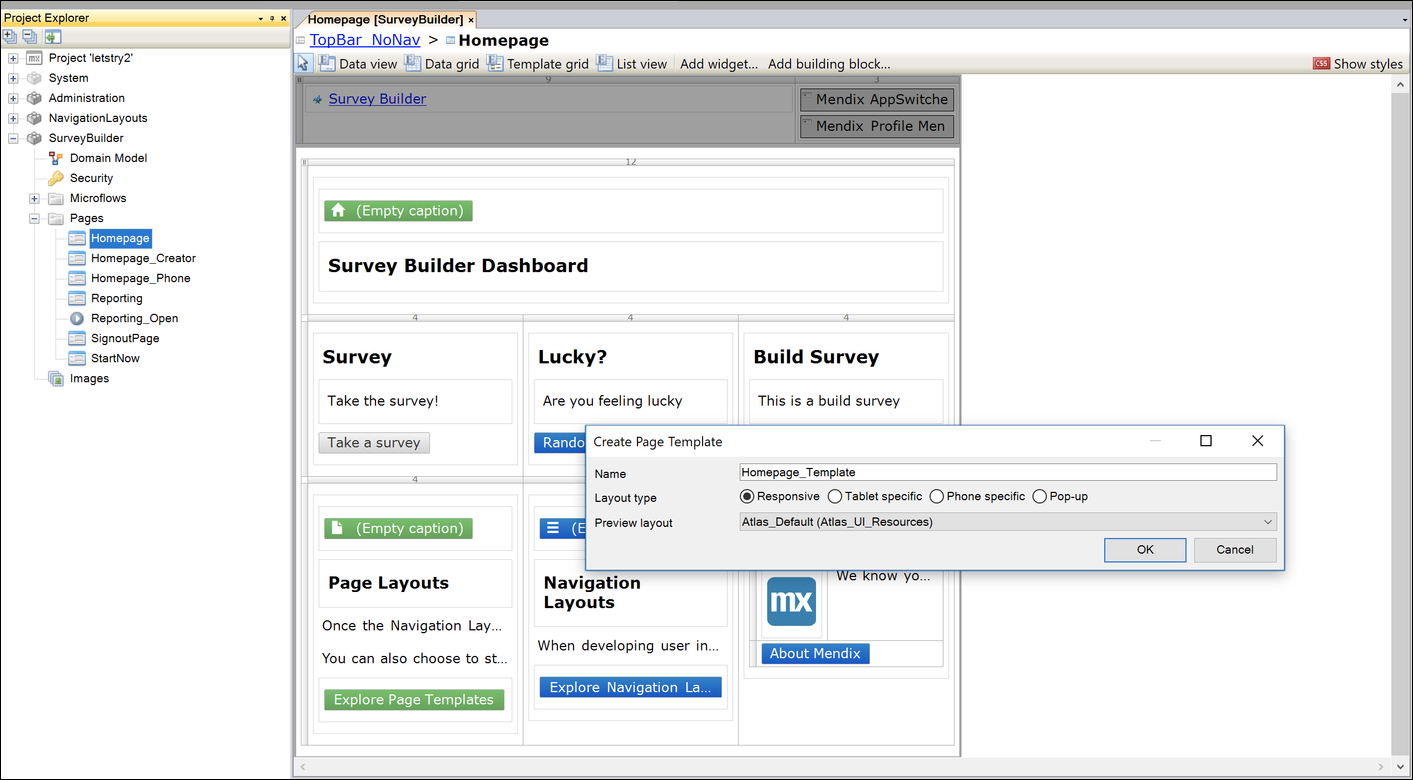 Project Explorer
Project 'letstry2'
System
Administration
NavigationLayouts
SurveyBuilder
Domain Model
Security
Microflows
Pages
Homepage
Homepage_Creator
Homepage_Phone
Reporting
Reporting_Open
SignoutPage
StartNow
Images
Homepage [SurveyBuilder] ×
TopBar_NoNav > Homepage
Data view Data grid Template grid List view Add widget... Add building block... CSS Show styles
9 3
Survey Builder
Mendix AppSwitche
Mendix Profile Men
12
(Empty caption)
Survey Builder Dashboard
4 4 4
Survey Lucky? Build Survey
Take the survey! Are you feeling lucky This is a build survey
Take a survey Rando
Create Page Template
Name Homepage_Template
Layout type Responsive Tablet specific Phone specific Pop-up
Preview layout Atlas_Default (Atlas_UI_Resources)
OK Cancel
4
(Empty caption) (E
Page Layouts Navigation Layouts
We know yo...
mx
Once the Navigation Lay... When developing user in...
About Mendix
You can also choose to st...
Explore Page Templates Explore Navigation La...